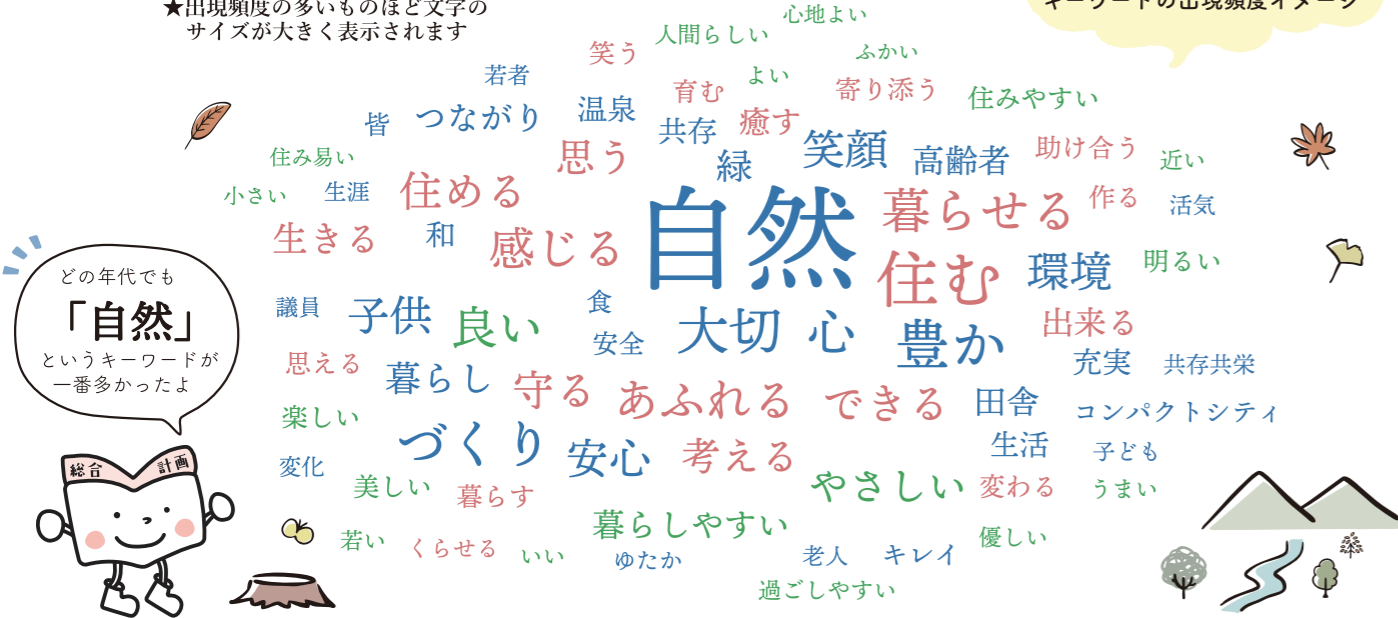 ★出現頻度の多いものほど文字の
サイズが大きく表示されます
キーワードの出現頻度イメージ
心地よい
人間らしい
笑う
ふかい
若者
よい
育む
寄り添う
住みやすい
皆
つながり
温泉
共存
癒す
笑顔
高齢者
助け合う
近い
住み易い
思う
緑
小さい
生涯
住める
自然
暮らせる
作る
活気
生きる
和
感じる
住む
環境
明るい
どの年代でも
「自然」
というキーワードが
一番多かったよ
議員
子供
良い
食
安全
大切
心
豊か
出来る
思える
暮らし
守る
あふれる
できる
充実
共存共栄
田舎
コンパクトシティ
楽しい
づくり
安心
考える
生活
子ども
変化
美しい
暮らす
やさしい
変わる
うまい
総合
計画
若い
くらせる
いい
暮らしやすい
ゆたか
老人
キレイ
優しい
過ごしやすい